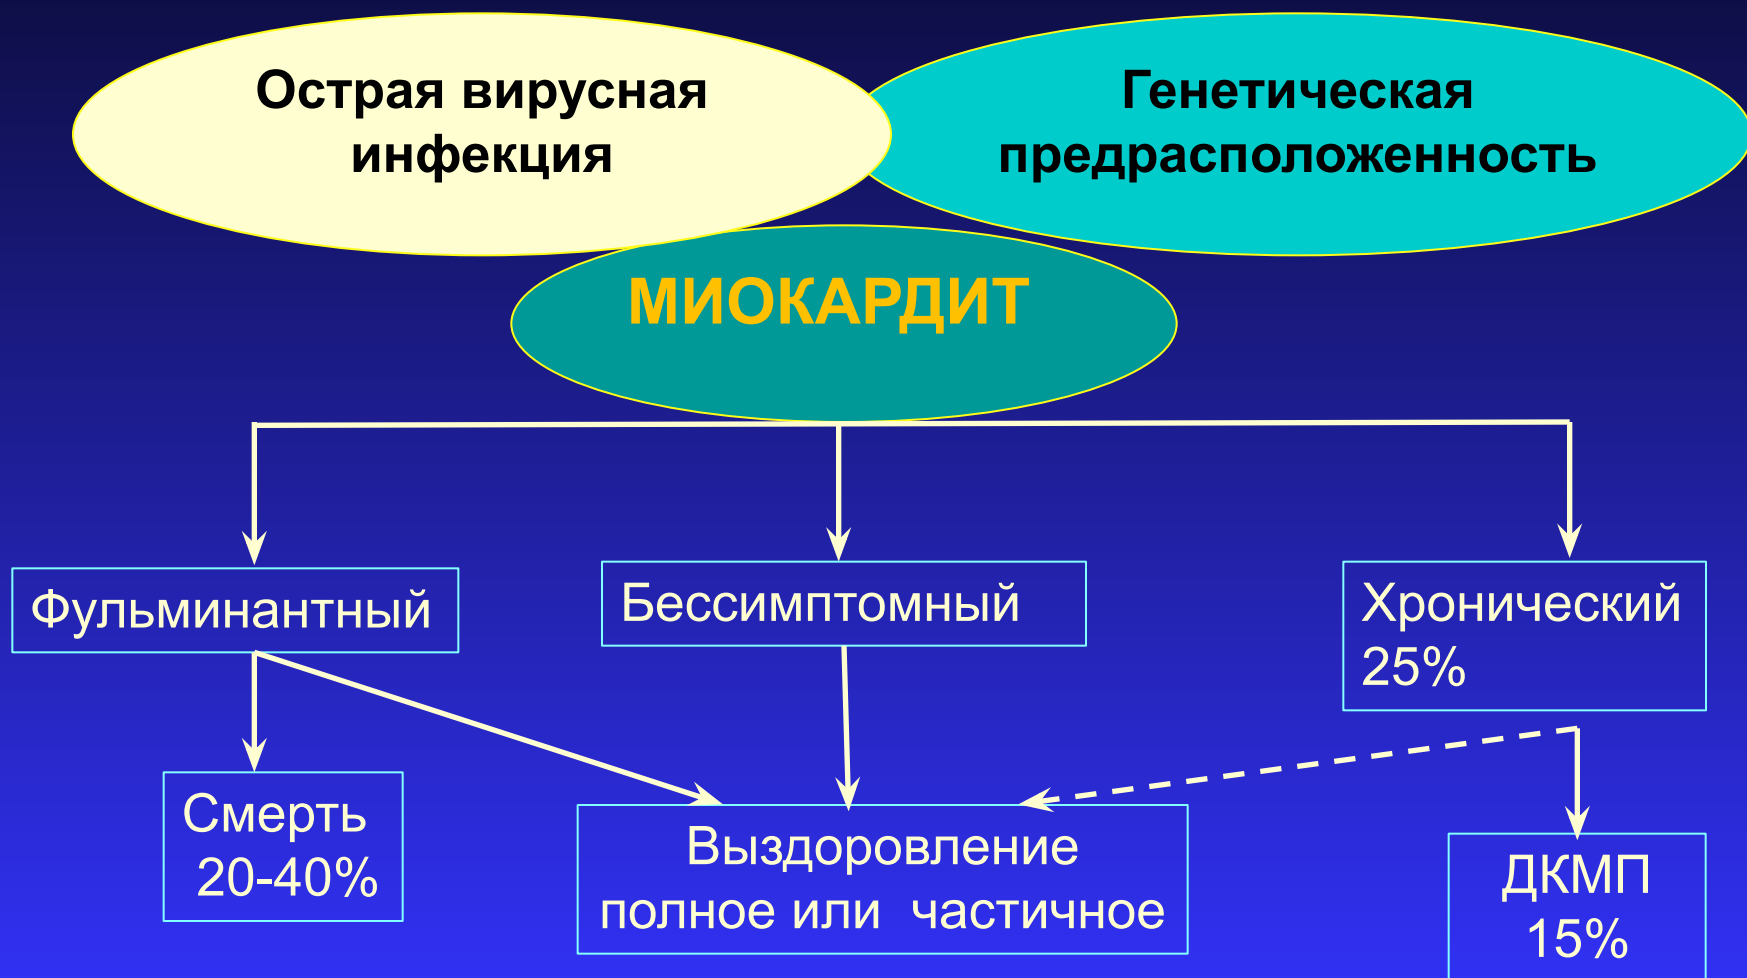 Острая вирусная
инфекция
Генетическая
предрасположенность
МИОКАРДИТ
Фульминантный
Бессимптомный
Хронический
25%
Смерть
20-40%
Выздоровление
полное или частичное
ДКМП
15%